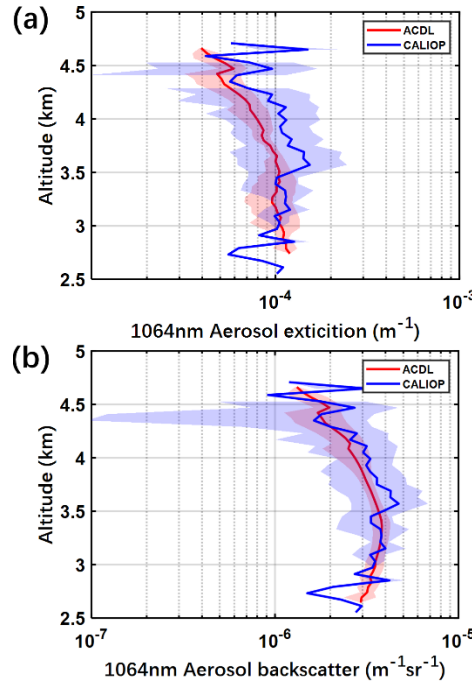 (a)
ACDL
CALIOP
5
4.5
4
3.5
3
2.5
Altitude (km)
10^-4
10^-3
1064nm Aerosol exticition (m^-1)
(b)
ACDL
CALIOP
5
4.5
4
3.5
3
2.5
Altitude (km)
10^-7
10^-6
10^-5
1064nm Aerosol backscatter (m^-1sr^-1)